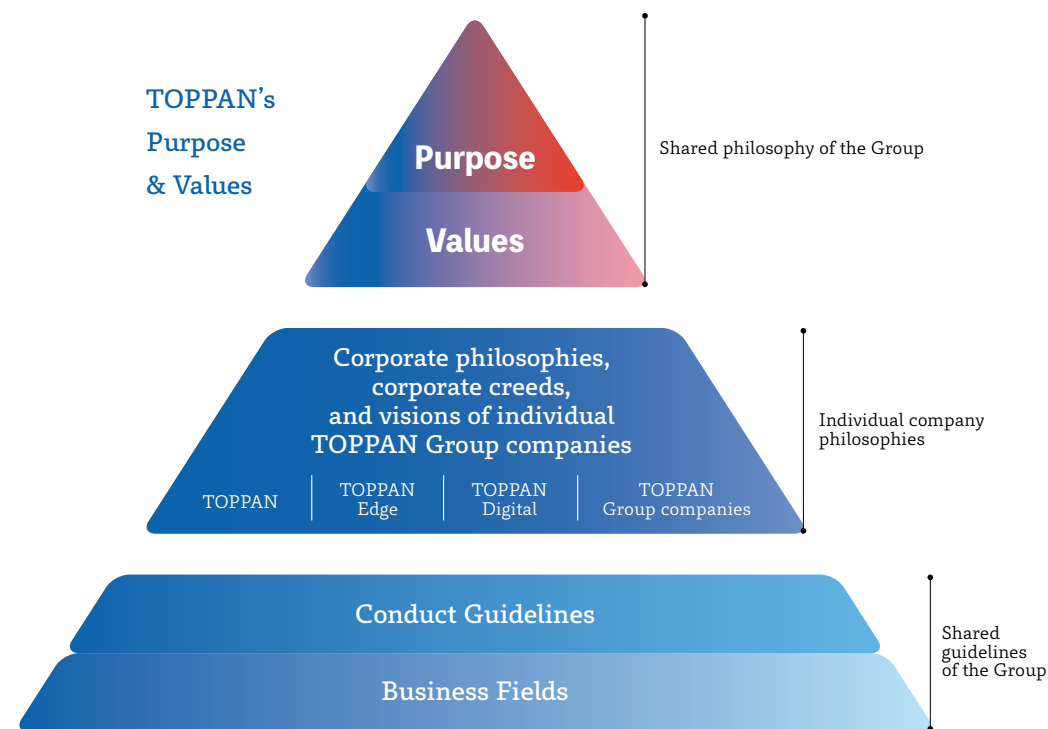 TOPPAN's
Purpose
& Values
Purpose
Values
Shared philosophy of the Group
Corporate philosophies,
corporate creeds,
and visions of individual
TOPPAN Group companies
TOPPAN
TOPPAN
Edge
TOPPAN
Digital
TOPPAN
Group companies
Individual company
philosophies
Conduct Guidelines
Business Fields
Shared
guidelines
of the Group